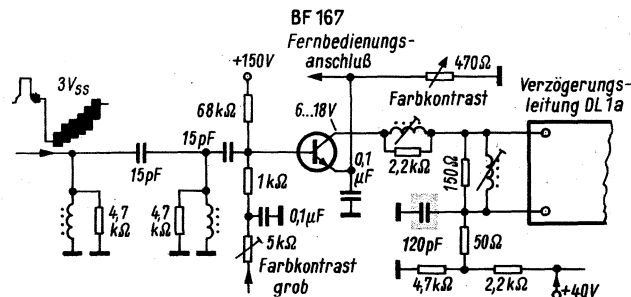 BF 167
Fernbedienungs-
anschluß
470Ω
+150V
Farbkontrast
Verzögerungs-
leitung DL1a
3Vss
68kΩ
6...18V
15pF
15pF
0,1
µF
2,2kΩ
150Ω
1kΩ
4,7
kΩ
4,7
kΩ
0,1µF
120pF
50Ω
5kΩ
Farbkontrast
grob
4,7kΩ
2,2kΩ
+40V